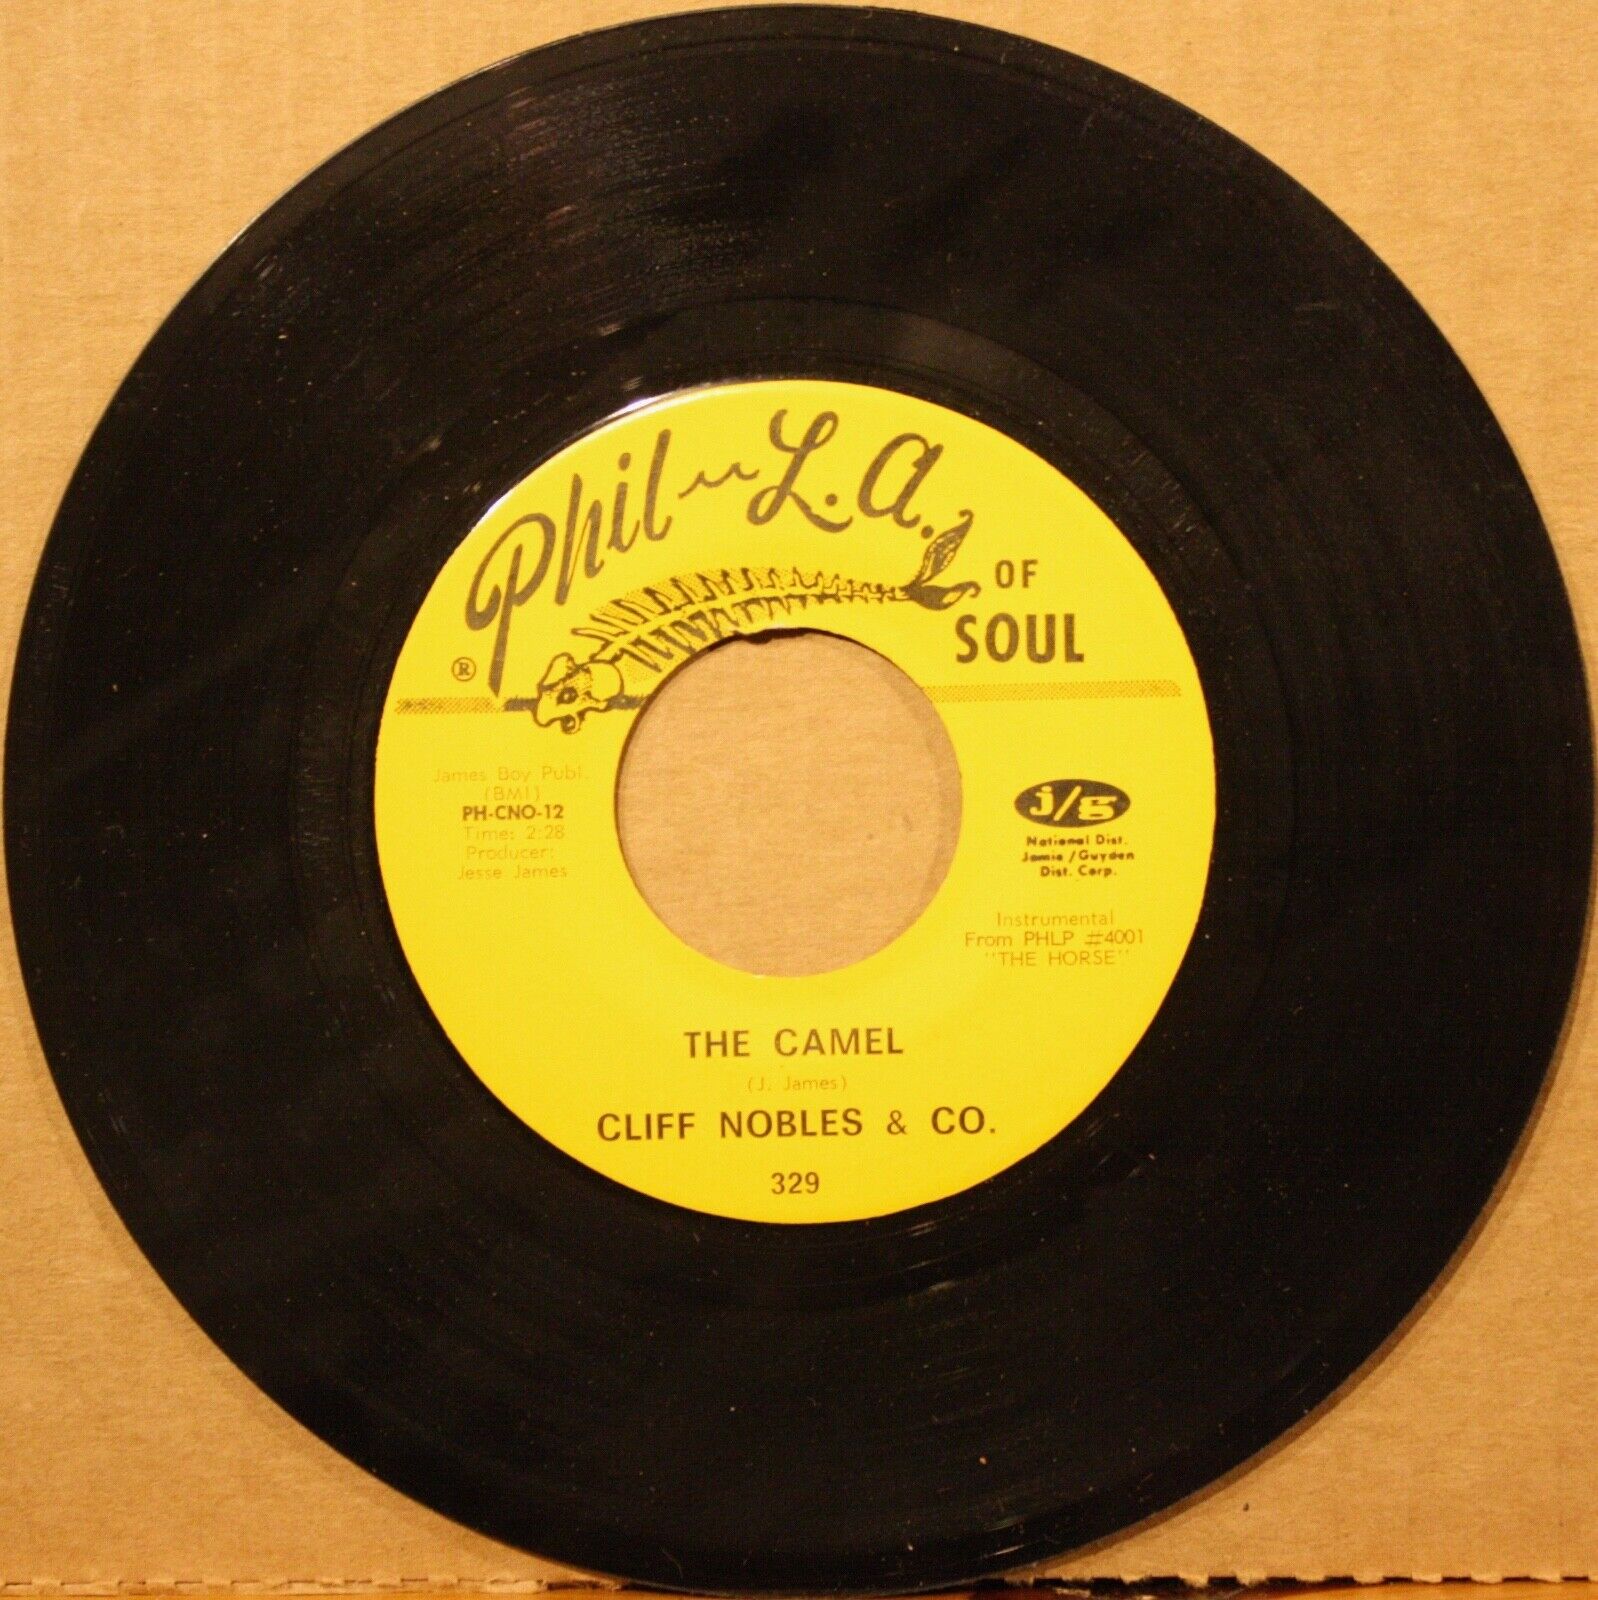 Phil-L.A.
OF
SOUL
®
James Boy Publ.
(BMI)
PH-CNO-12
Time: 2:28
Producer:
Jesse James
j/g
National Dist.
Jamie/Guyden
Dist. Corp.
Instrumental
From PHLP #4001
"THE HORSE"
THE CAMEL
(J. James)
CLIFF NOBLES & CO.
329